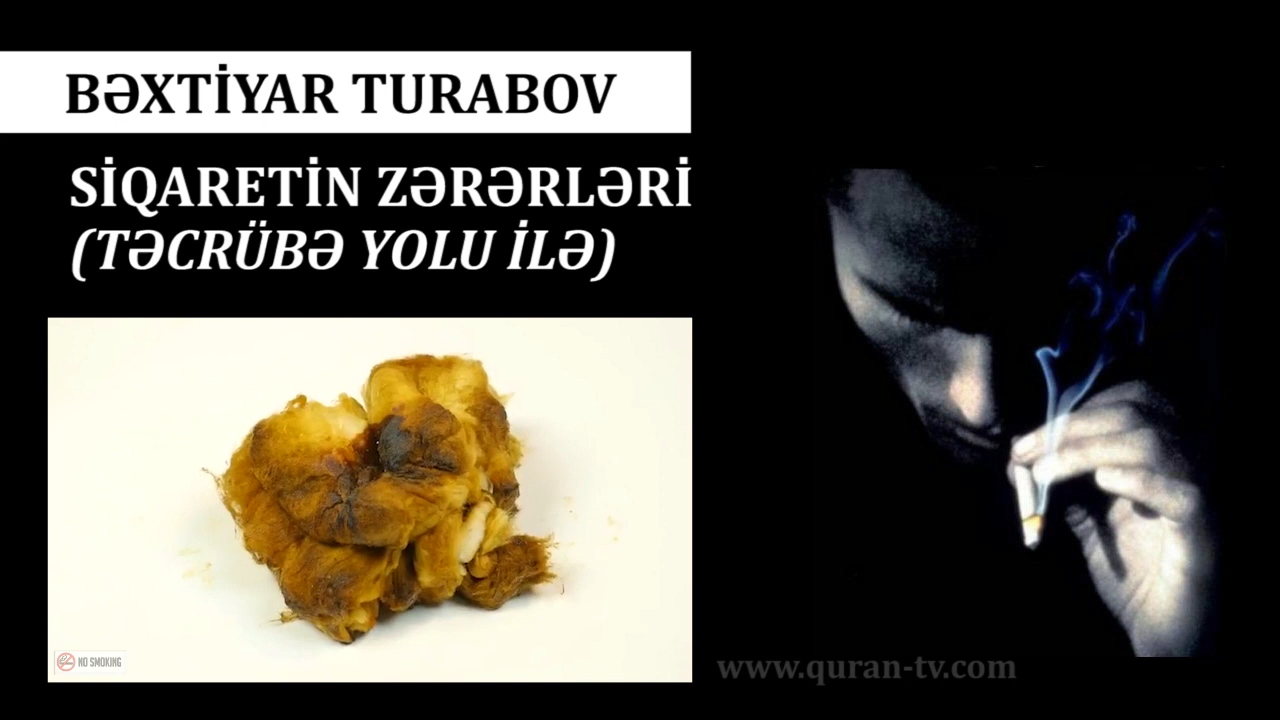 BƏXTİYAR TURABOV
SİQARETİN ZƏRƏRLƏRİ
(TƏCRÜBƏ YOLU İLƏ)
NO SMOKING
www.quran-tv.com